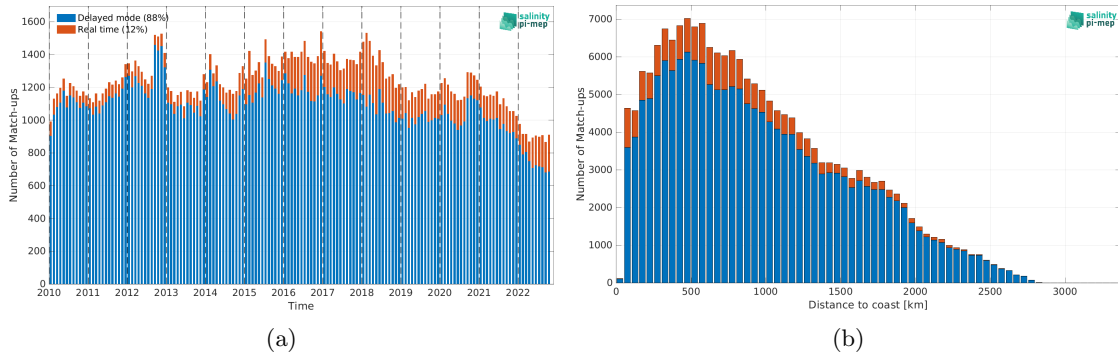 Delayed mode (88%)
Real time (12%)
salinity
pi-mep
Number of Match-ups
1600
1400
1200
1000
800
600
400
200
0
2010 2011 2012 2013 2014 2015 2016 2017 2018 2019 2020 2021 2022
Time
(a)
salinity
pi-mep
Number of Match-ups
7000
6000
5000
4000
3000
2000
1000
0
0 500 1000 1500 2000 2500 3000
Distance to coast [km]
(b)